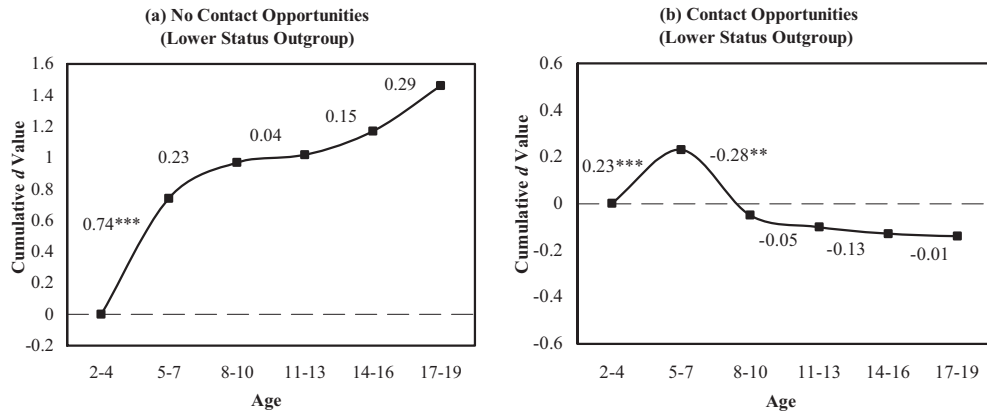 (a) No Contact Opportunities
(Lower Status Outgroup)
Cumulative d Value
1.6
1.4
1.2
1
0.8
0.6
0.4
0.2
0
-0.2
0.74***
0.23
0.04
0.15
0.29
2-4 5-7 8-10 11-13 14-16 17-19
Age
(b) Contact Opportunities
(Lower Status Outgroup)
Cumulative d Value
0.6
0.4
0.2
0
-0.2
-0.4
-0.6
0.23***
-0.28**
-0.05
-0.13
-0.01
2-4 5-7 8-10 11-13 14-16 17-19
Age